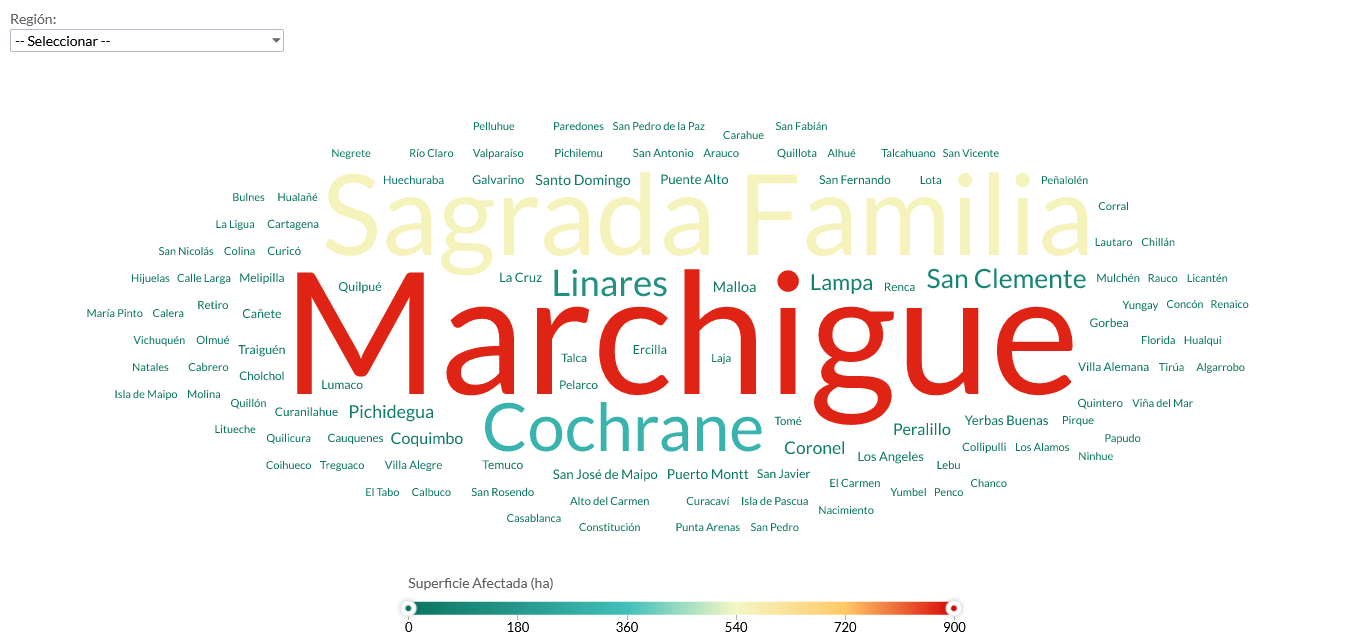 Región:
-- Seleccionar --
Pelluhue Paredones San Pedro de la Paz Carahue San Fabián
Negrete Río Claro Valparaíso Pichilemu San Antonio Arauco Quillota Alhué Talcahuano San Vicente
Huechuraba Galvarino Santo Domingo Puente Alto San Fernando Lota Peñalolén
Bulnes Hualañé Corral
Sagrada Familia
La Ligua Cartagena
San Nicolás Colina Curicó Lautaro Chillán
Hijuelas Calle Larga Melipilla Quilpué La Cruz Linares Malloa Lampa Renca San Clemente Mulchén Rauco Licantén
María Pinto Calera Retiro Cañete Yungay Concón Renaico
Gorbea
Marchigue
Vichuquén Olmué Traiguén Talca Ercilla Laja Florida Hualqui
Natales Cabrero Cholchol Villa Alemana Tirúa Algarrobo
Lumaco Pelarco
Isla de Maipo Molina Quillón Quintero Viña del Mar
Curanilahue Pichidegua Cochrane Tomé Yerbas Buenas Pirque
Litueche Quilicura Cauquenes Coquimbo Peralillo Papudo
Coronel Los Angeles Collipulli Los Alamos Ninhue
Coihueco Treguaco Villa Alegre Temuco Lebu
San José de Maipo Puerto Montt San Javier El Carmen Chanco
El Tabo Calbuco San Rosendo Yumbel Penco
Alto del Carmen Curacaví Isla de Pascua Nacimiento
Casablanca Constitución Punta Arenas San Pedro
Superficie Afectada (ha)
0 180 360 540 720 900